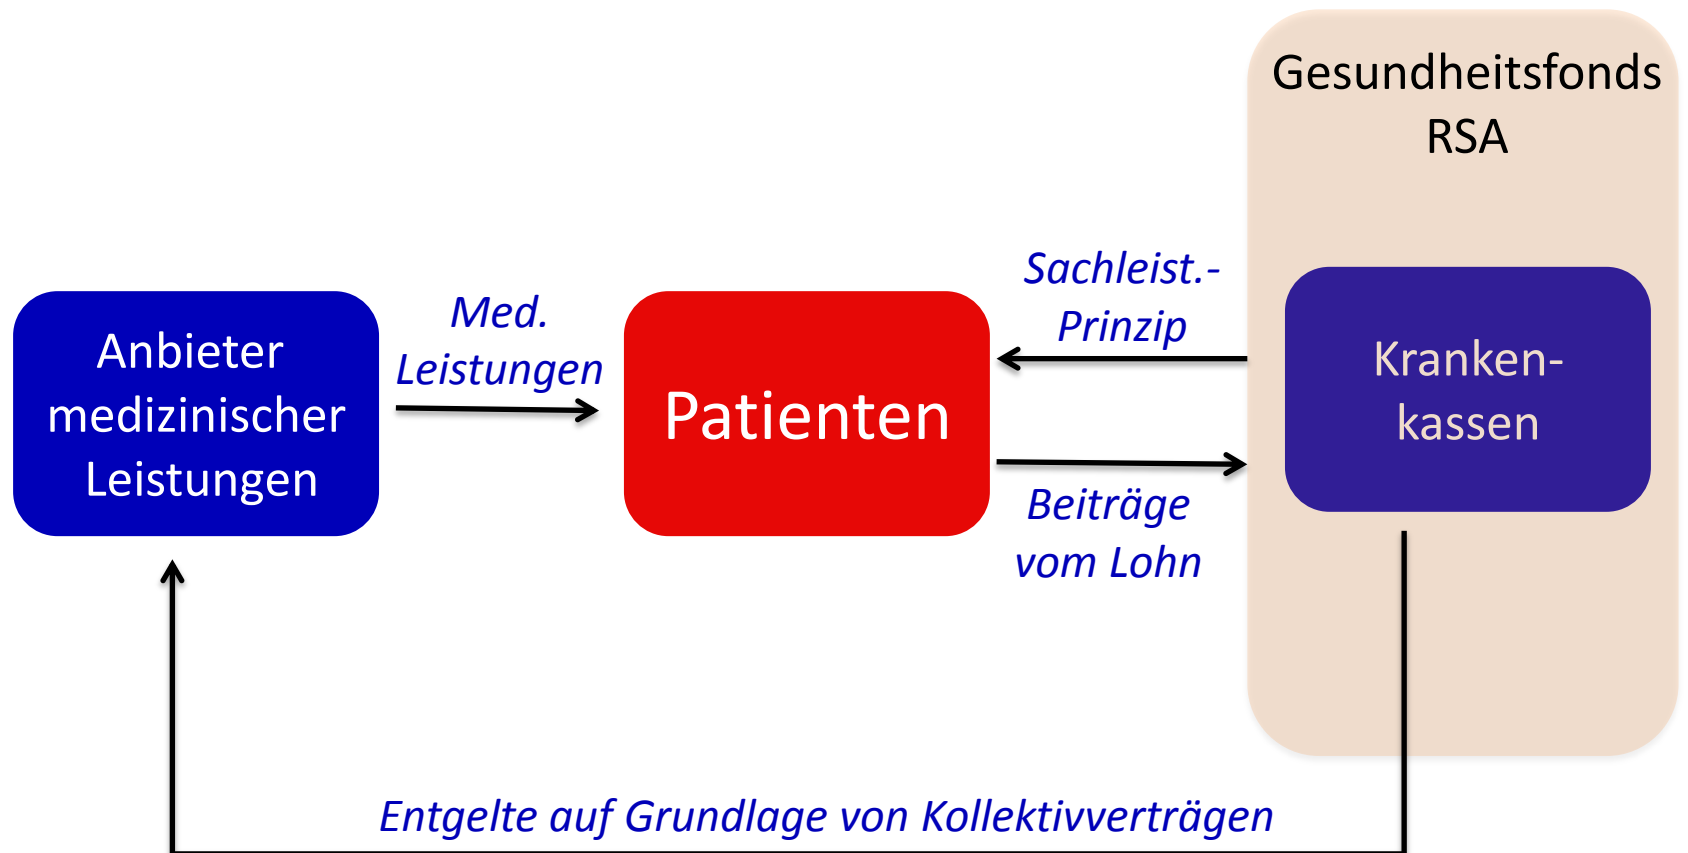 Gesundheitsfonds
RSA
Anbieter
medizinischer
Leistungen
Med.
Leistungen
Patienten
Sachleist.-
Prinzip
Beiträge
vom Lohn
Kranken-
kassen
Entgelte auf Grundlage von Kollektivverträgen